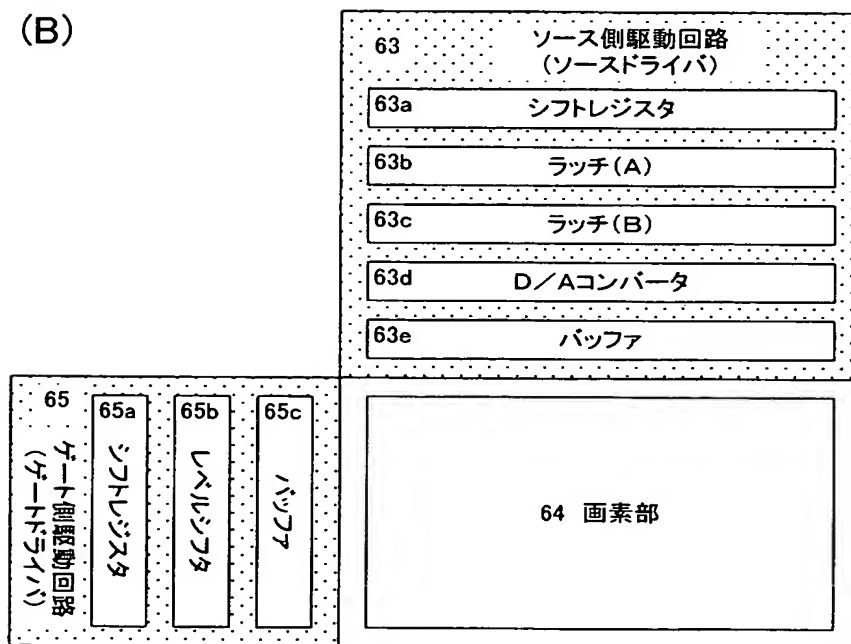 (B)
63
ソース側駆動回路
(ソースドライバ)
63a シフトレジスタ
63b ラッチ(A)
63c ラッチ(B)
63d D/Aコンバータ
63e バッファ
65
ゲート側駆動回路
(ゲートドライバ)
65a シフトレジスタ
65b レベルシフタ
65c バッファ
64 画素部